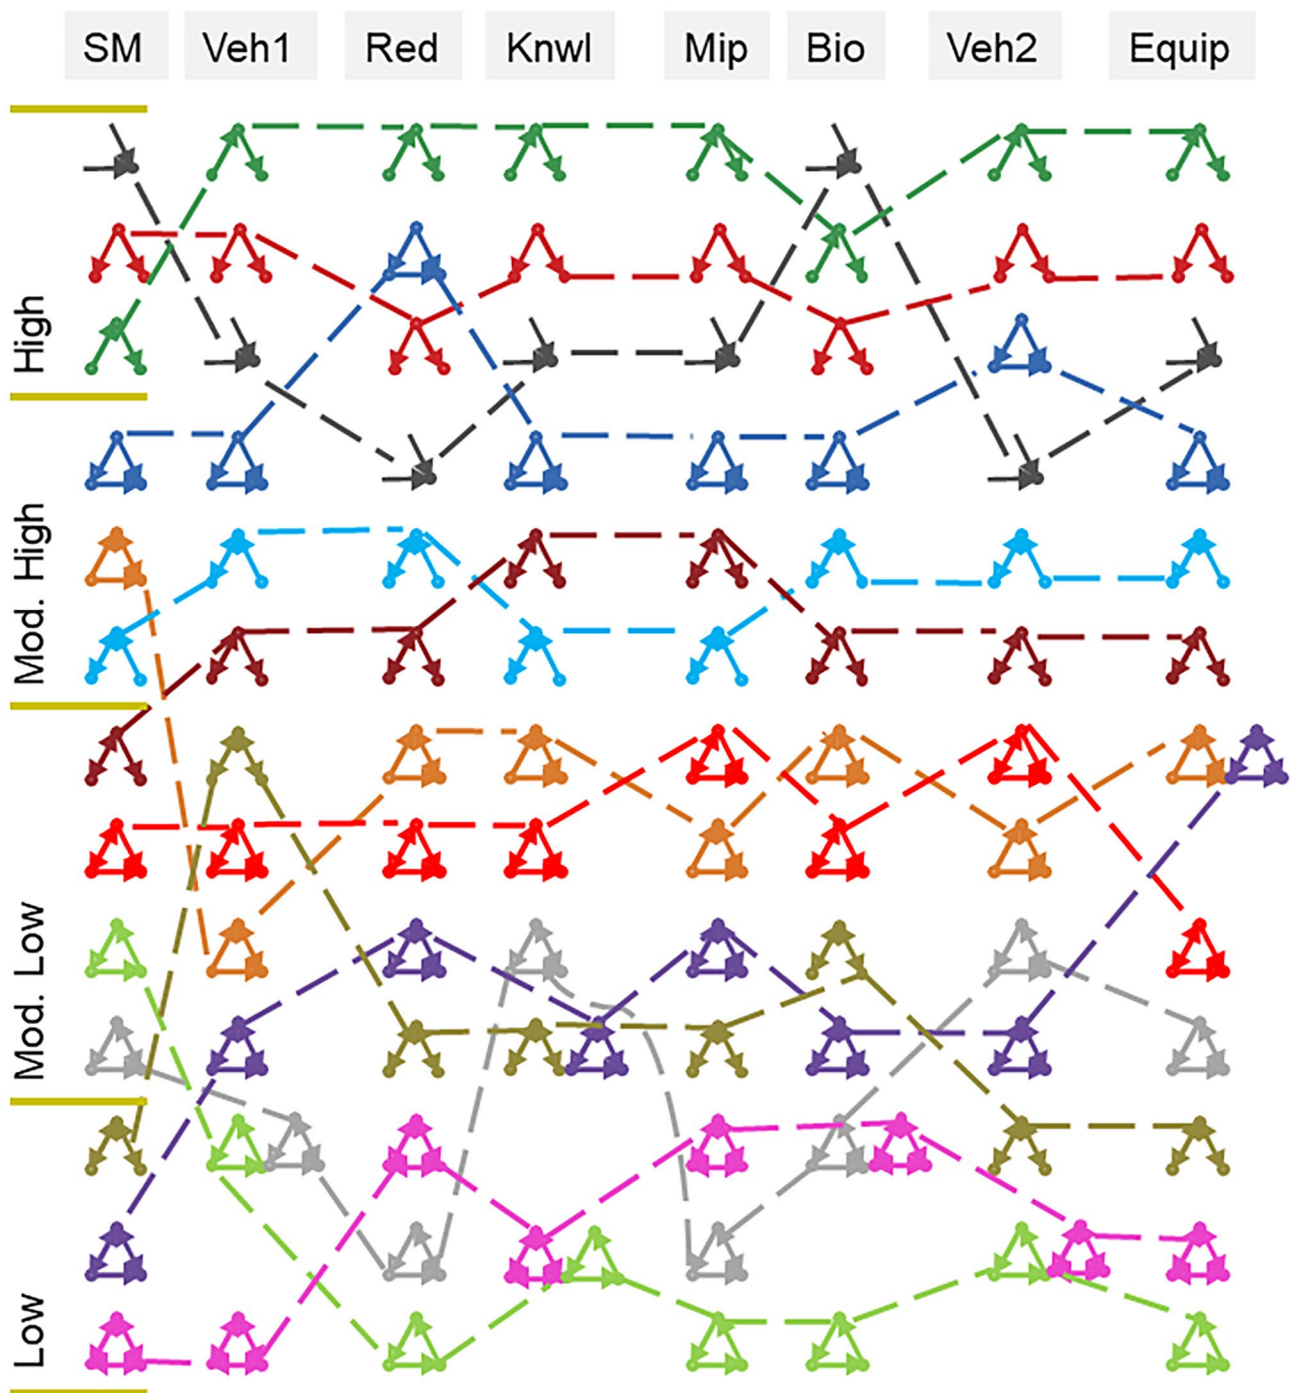 SM Veh1 Red Knwl Mip Bio Veh2 Equip
High
Mod. High
Mod. Low
Low